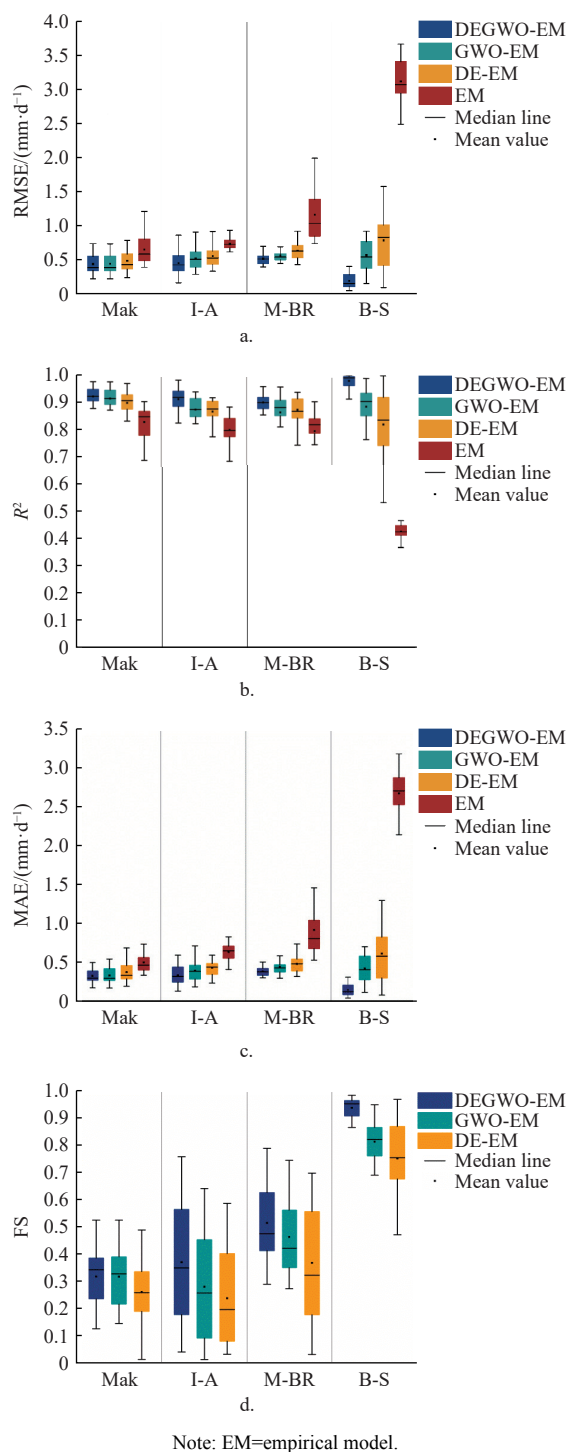 4.0
3.5
3.0
2.5
2.0
1.5
1.0
0.5
0
RMSE/(mm·d⁻¹)
DEGWO-EM
GWO-EM
DE-EM
EM
Median line
Mean value
Mak I-A M-BR B-S
a.
1.0
0.9
0.8
0.7
0.6
0.5
0.4
0.3
0.2
0.1
0
R²
DEGWO-EM
GWO-EM
DE-EM
EM
Median line
Mean value
Mak I-A M-BR B-S
b.
3.5
3.0
2.5
2.0
1.5
1.0
0.5
0
MAE/(mm·d⁻¹)
DEGWO-EM
GWO-EM
DE-EM
EM
Median line
Mean value
Mak I-A M-BR B-S
c.
1.0
0.9
0.8
0.7
0.6
0.5
0.4
0.3
0.2
0.1
0
FS
DEGWO-EM
GWO-EM
DE-EM
Median line
Mean value
Mak I-A M-BR B-S
d.
Note: EM=empirical model.